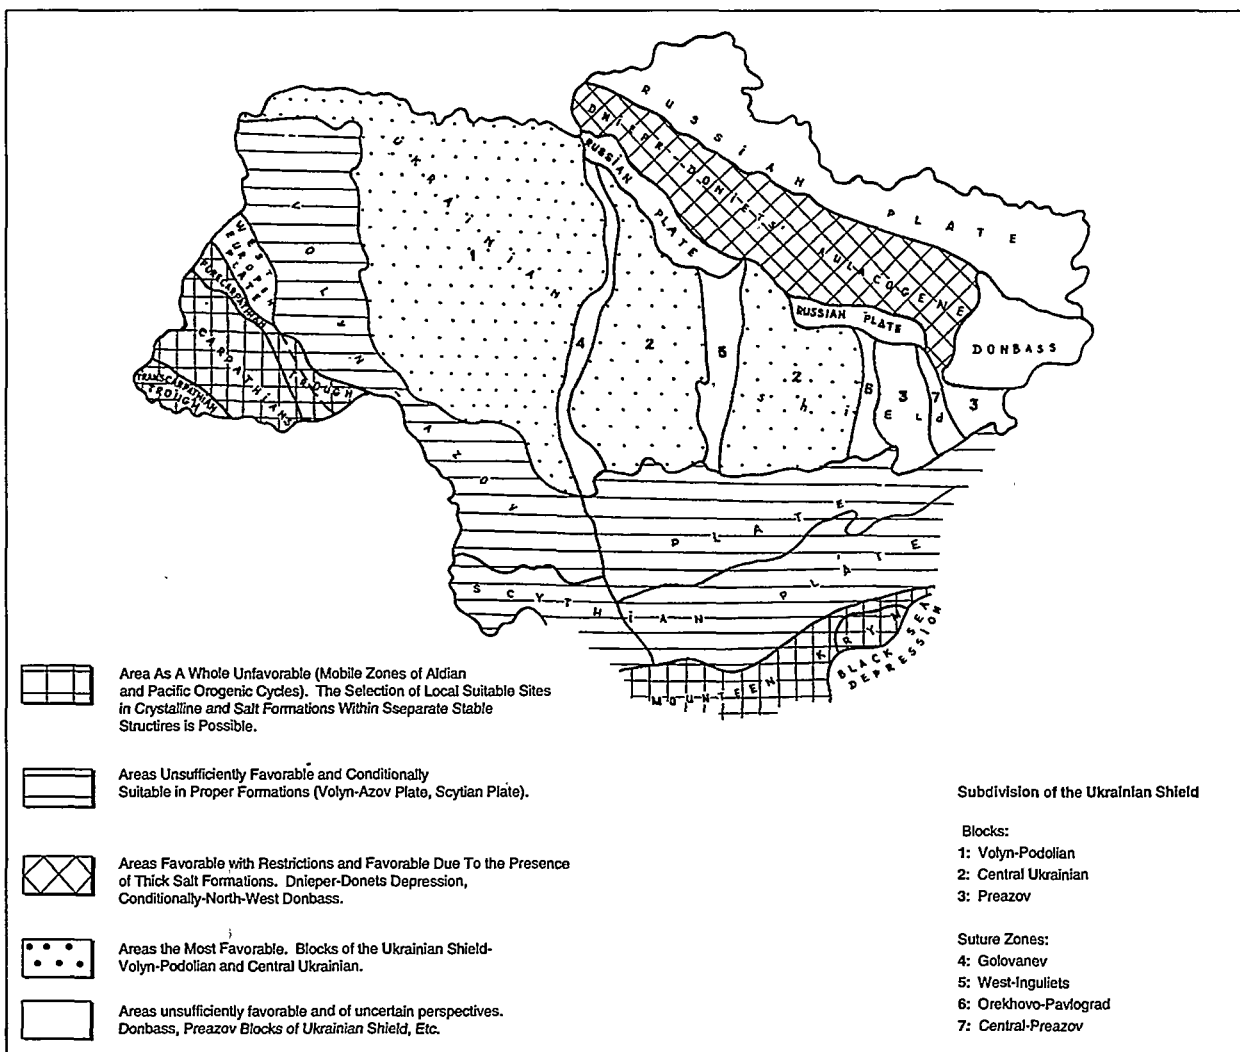 RUSSIAN PLATE
DNIEPR-DONIETS' AULACOGENE
RUSSIAN PLATE
UKRAINIAN
1
2
2
3
3
4
5
6
7
shiELd
RUSSIAN PLATE
DONBASS
VOLYN
AZOV
PLATE
WEST EUROPEN PLATE
FORECARPATHIAN
TROUGH
CARPATHIANS
TRANSCARPATHIAN
TROUGH
SCYTHIAN PLATE
MOUNTEEN KRYM
BLACK SEA
DEPRESSION
Area As A Whole Unfavorable (Mobile Zones of Aldian
and Pacific Orogenic Cycles). The Selection of Local Suitable Sites
in Crystalline and Salt Formations Within Sseparate Stable
Structires is Possible.
Areas Unsufficiently Favorable and Conditionally
Suitable in Proper Formations (Volyn-Azov Plate, Scytian Plate).
Areas Favorable with Restrictions and Favorable Due To the Presence
of Thick Salt Formations. Dnieper-Donets Depression,
Conditionally-North-West Donbass.
Areas the Most Favorable. Blocks of the Ukrainian Shield-
Volyn-Podolian and Central Ukrainian.
Areas unsufficiently favorable and of uncertain perspectives.
Donbass, Preazov Blocks of Ukrainian Shield, Etc.
Subdivision of the Ukrainian Shield
Blocks:
1: Volyn-Podolian
2: Central Ukrainian
3: Preazov
Suture Zones:
4: Golovanev
5: West-Inguliets
6: Orekhovo-Pavlograd
7: Central-Preazov